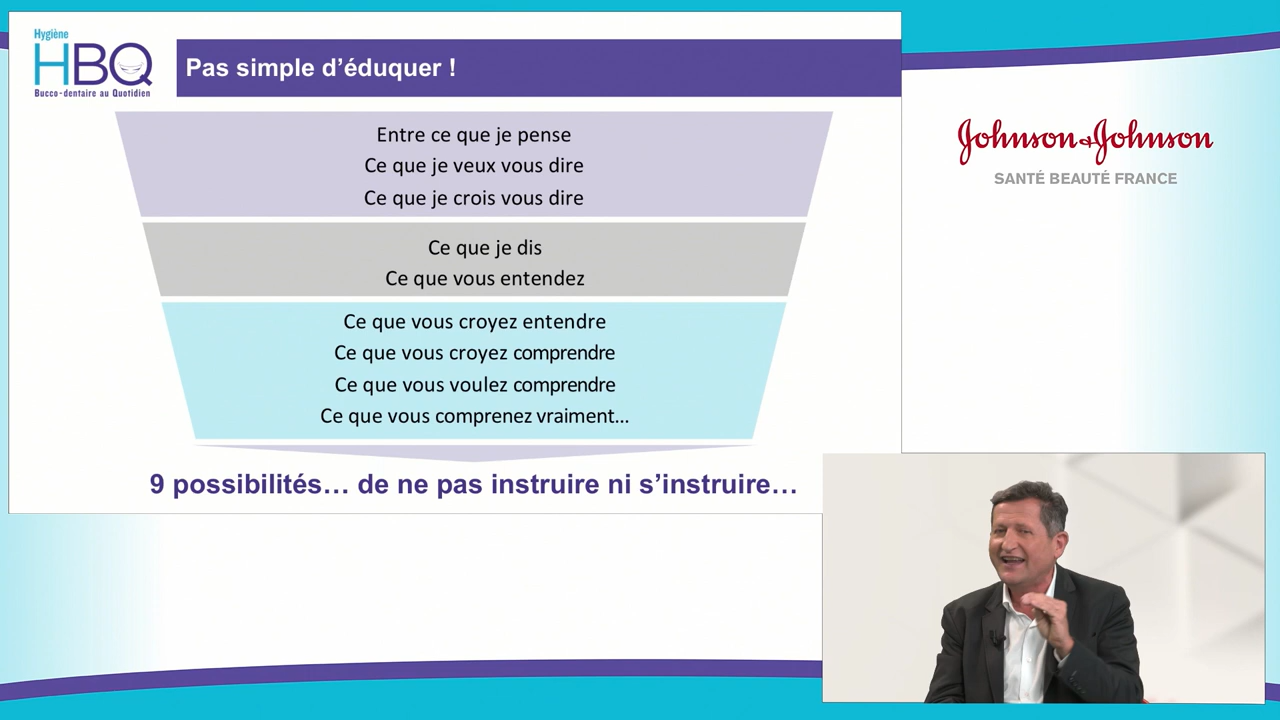 Hygiène
HBQ
Bucco-dentaire au Quotidien
Pas simple d’éduquer !
Entre ce que je pense
Ce que je veux vous dire
Ce que je crois vous dire
Ce que je dis
Ce que vous entendez
Ce que vous croyez entendre
Ce que vous croyez comprendre
Ce que vous voulez comprendre
Ce que vous comprenez vraiment…
9 possibilités… de ne pas instruire ni s’instruire…
Johnson & Johnson
SANTÉ BEAUTÉ FRANCE